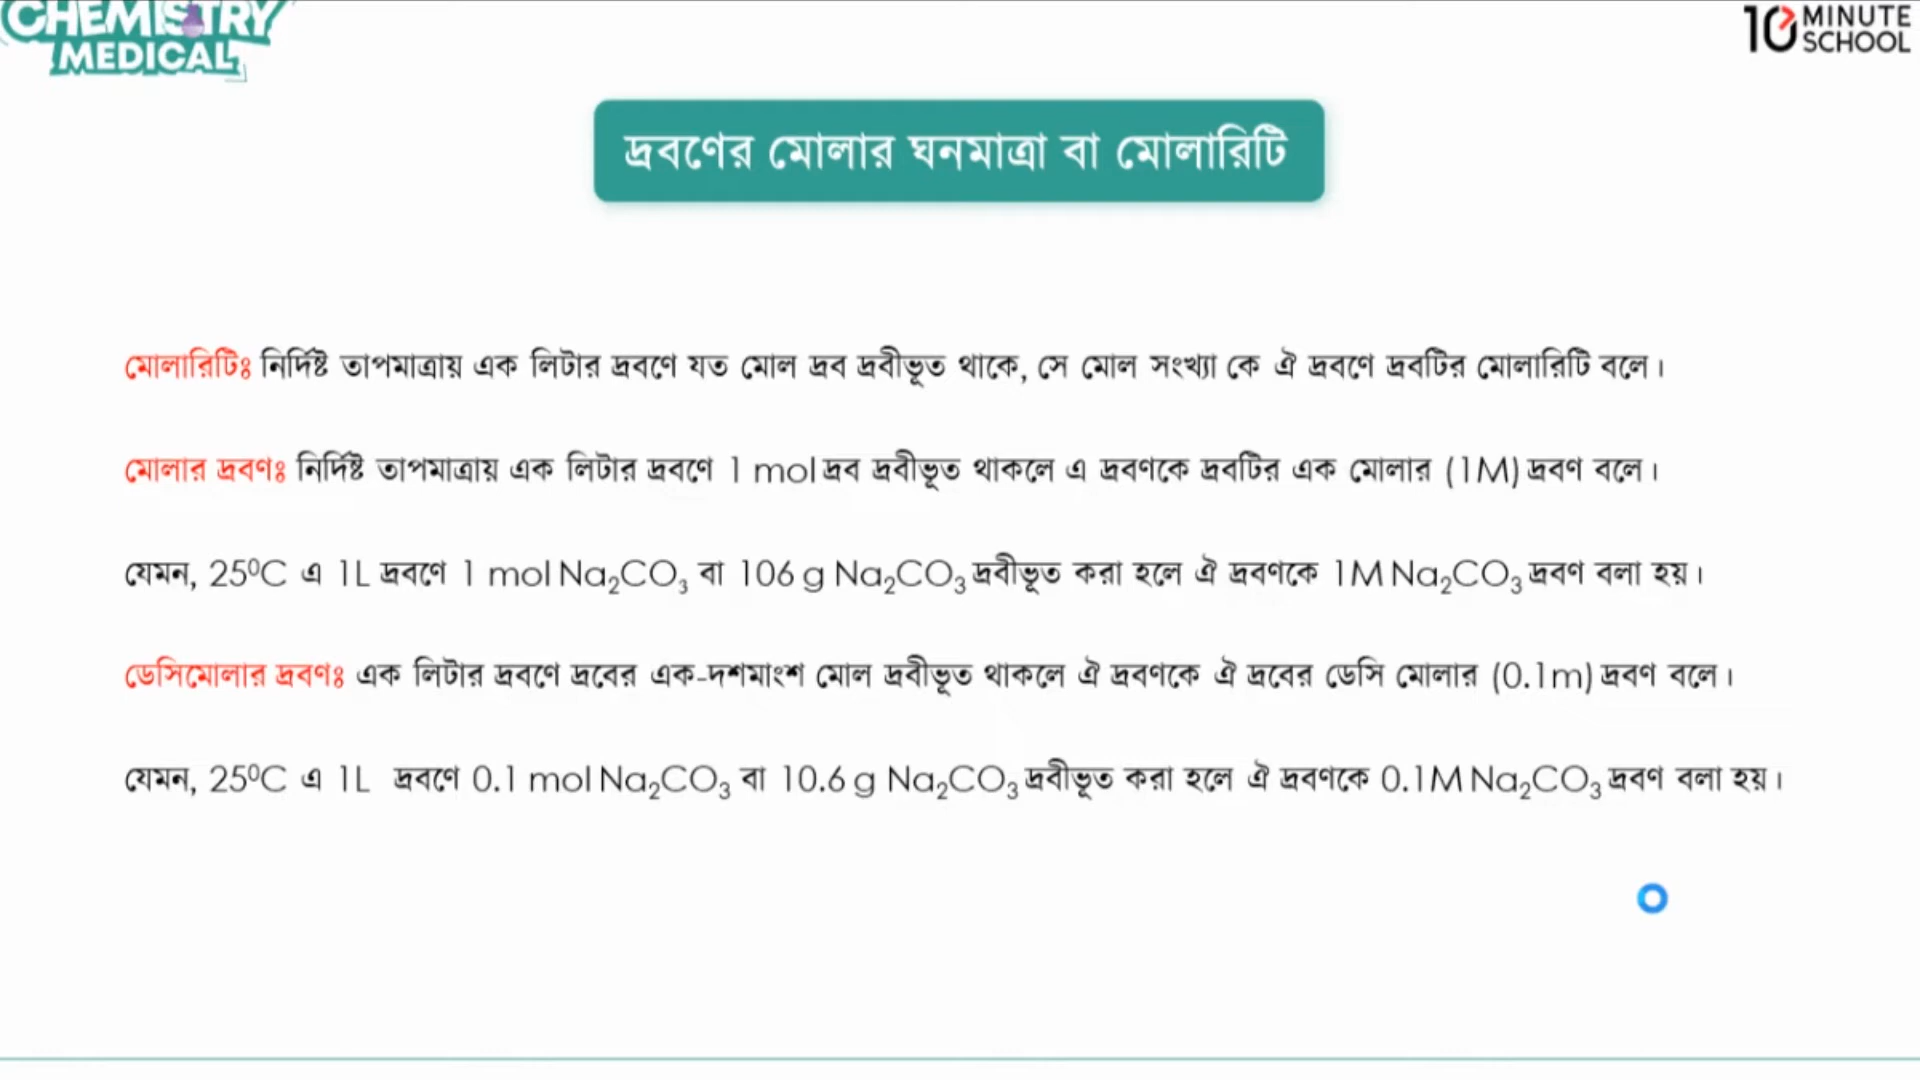 CHEMISTRY
MEDICAL
10 MINUTE
SCHOOL
দ্রবণের মোলার ঘনমাত্রা বা মোলারিটি
মোলারিটিঃ নির্দিষ্ট তাপমাত্রায় এক লিটার দ্রবণে যত মোল দ্রব দ্রবীভূত থাকে, সে মোল সংখ্যা কে ঐ দ্রবণে দ্রবটির মোলারিটি বলে।
মোলার দ্রবণঃ নির্দিষ্ট তাপমাত্রায় এক লিটার দ্রবণে 1 mol দ্রব দ্রবীভূত থাকলে এ দ্রবণকে দ্রবটির এক মোলার (1M) দ্রবণ বলে।
যেমন, 25⁰C এ 1L দ্রবণে 1 mol Na₂CO₃ বা 106 g Na₂CO₃ দ্রবীভূত করা হলে ঐ দ্রবণকে 1M Na₂CO₃ দ্রবণ বলা হয়।
ডেসিমোলার দ্রবণঃ এক লিটার দ্রবণে দ্রবের এক-দশমাংশ মোল দ্রবীভূত থাকলে ঐ দ্রবণকে ঐ দ্রবের ডেসি মোলার (0.1m) দ্রবণ বলে।
যেমন, 25⁰C এ 1L দ্রবণে 0.1 mol Na₂CO₃ বা 10.6 g Na₂CO₃ দ্রবীভূত করা হলে ঐ দ্রবণকে 0.1M Na₂CO₃ দ্রবণ বলা হয়।